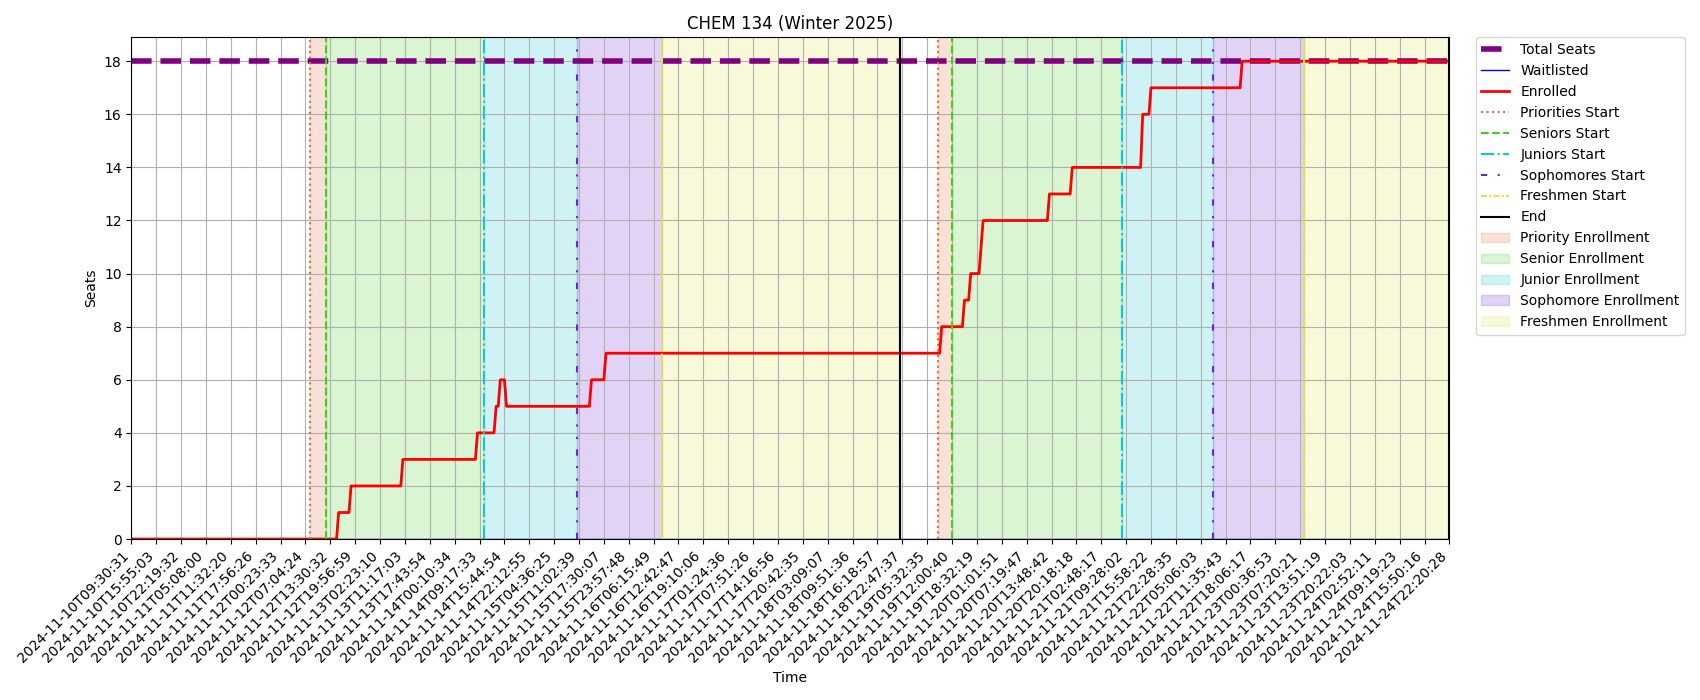 CHEM 134 (Winter 2025)
Seats
18
16
14
12
10
8
6
4
2
0
2024-11-10T09:30:31
2024-11-10T15:55:03
2024-11-10T22:19:32
2024-11-11T05:08:00
2024-11-11T11:32:20
2024-11-11T17:56:26
2024-11-12T00:23:33
2024-11-12T07:04:24
2024-11-12T13:30:32
2024-11-12T19:56:59
2024-11-13T02:23:10
2024-11-13T11:17:03
2024-11-13T17:43:54
2024-11-14T00:10:34
2024-11-14T09:17:33
2024-11-14T15:44:54
2024-11-14T22:12:55
2024-11-15T04:36:25
2024-11-15T11:02:39
2024-11-15T17:30:07
2024-11-15T23:57:48
2024-11-16T06:15:49
2024-11-16T12:42:47
2024-11-16T19:10:06
2024-11-17T01:24:36
2024-11-17T07:51:26
2024-11-17T14:16:56
2024-11-17T20:42:35
2024-11-18T03:09:07
2024-11-18T09:51:36
2024-11-18T16:18:57
2024-11-18T22:47:37
2024-11-19T05:32:35
2024-11-19T12:00:40
2024-11-19T18:32:19
2024-11-20T01:01:51
2024-11-20T07:19:47
2024-11-20T13:48:42
2024-11-20T20:18:18
2024-11-21T02:48:17
2024-11-21T09:28:02
2024-11-21T15:58:22
2024-11-21T22:28:35
2024-11-22T05:06:03
2024-11-22T11:35:43
2024-11-22T18:06:17
2024-11-23T00:36:53
2024-11-23T07:20:21
2024-11-23T13:51:19
2024-11-23T20:22:03
2024-11-24T02:52:11
2024-11-24T09:19:23
2024-11-24T15:50:16
2024-11-24T22:20:28
Time
Total Seats
Waitlisted
Enrolled
Priorities Start
Seniors Start
Juniors Start
Sophomores Start
Freshmen Start
End
Priority Enrollment
Senior Enrollment
Junior Enrollment
Sophomore Enrollment
Freshmen Enrollment